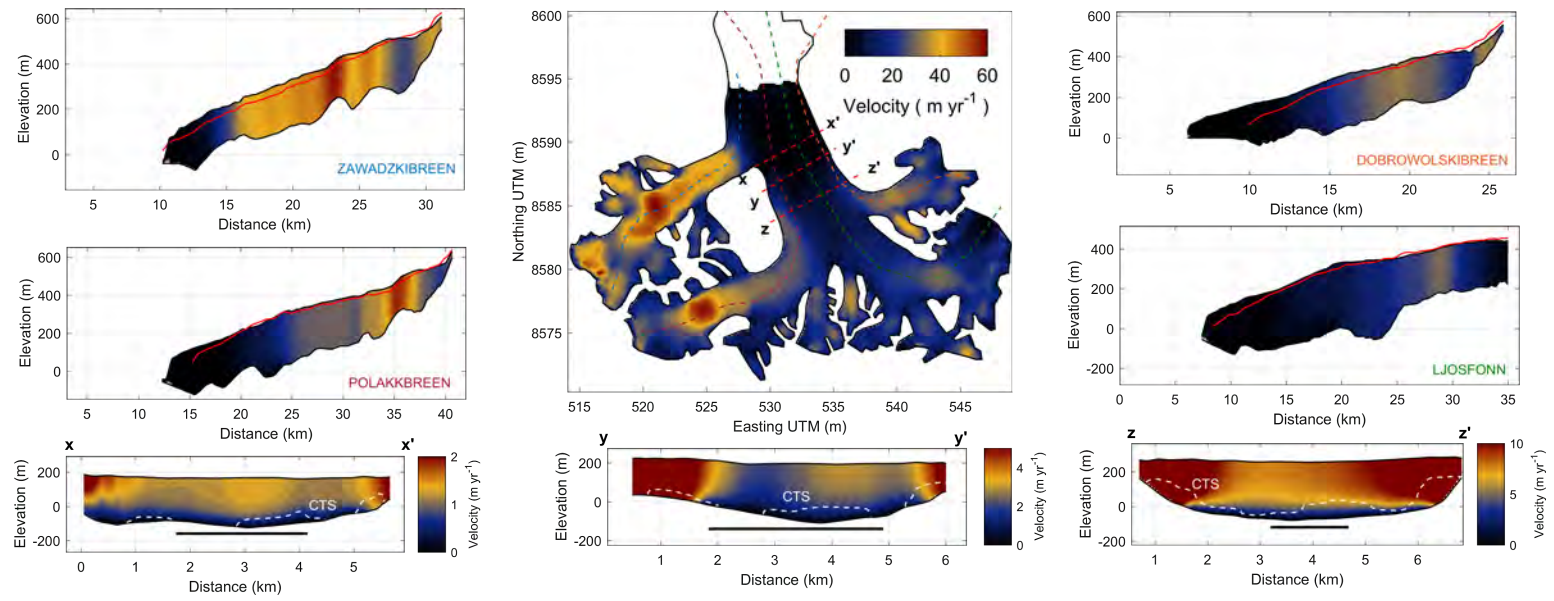 600
400
200
0
Elevation (m)
ZAWADZKIBREEN
5 10 15 20 25 30
Distance (km)
600
400
200
0
Elevation (m)
POLAKKBREEN
5 10 15 20 25 30 35 40
Distance (km)
8600
8595
8590
8585
8580
8575
Northing UTM (m)
0 20 40 60
Velocity ( m yr-1 )
x'
y'
z'
x
y
z
515 520 525 530 535 540 545
Easting UTM (m)
600
400
200
0
Elevation (m)
DOBROWOLSKIBREEN
5 10 15 20 25
Distance (km)
400
200
0
-200
Elevation (m)
LJOSFONN
0 5 10 15 20 25 30 35
Distance (km)
x x'
200
0
-200
Elevation (m)
CTS
0 1 2 3 4 5
Distance (km)
2
1
0
Velocity (m yr-1)
y y'
200
0
-200
Elevation (m)
CTS
1 2 3 4 5 6
Distance (km)
4
2
0
Velocity (m yr-1)
z z'
200
0
-200
Elevation (m)
CTS
1 2 3 4 5 6
Distance (km)
10
5
0
Velocity (m yr-1)